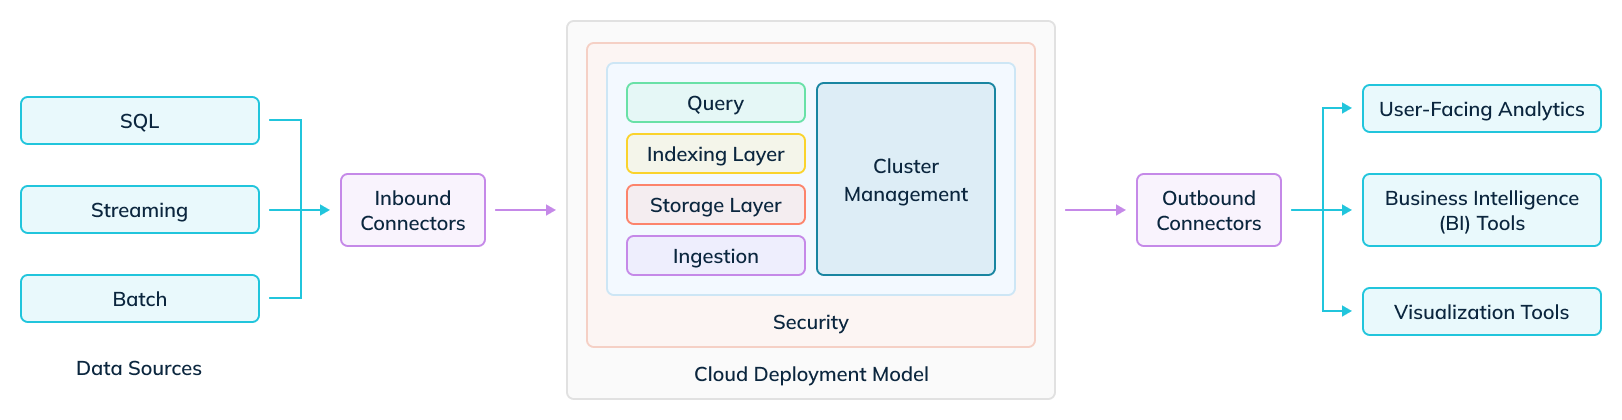 SQL
Streaming
Batch
Data Sources
Inbound
Connectors
Query
Indexing Layer
Storage Layer
Ingestion
Cluster
Management
Security
Cloud Deployment Model
Outbound
Connectors
User-Facing Analytics
Business Intelligence
(BI) Tools
Visualization Tools